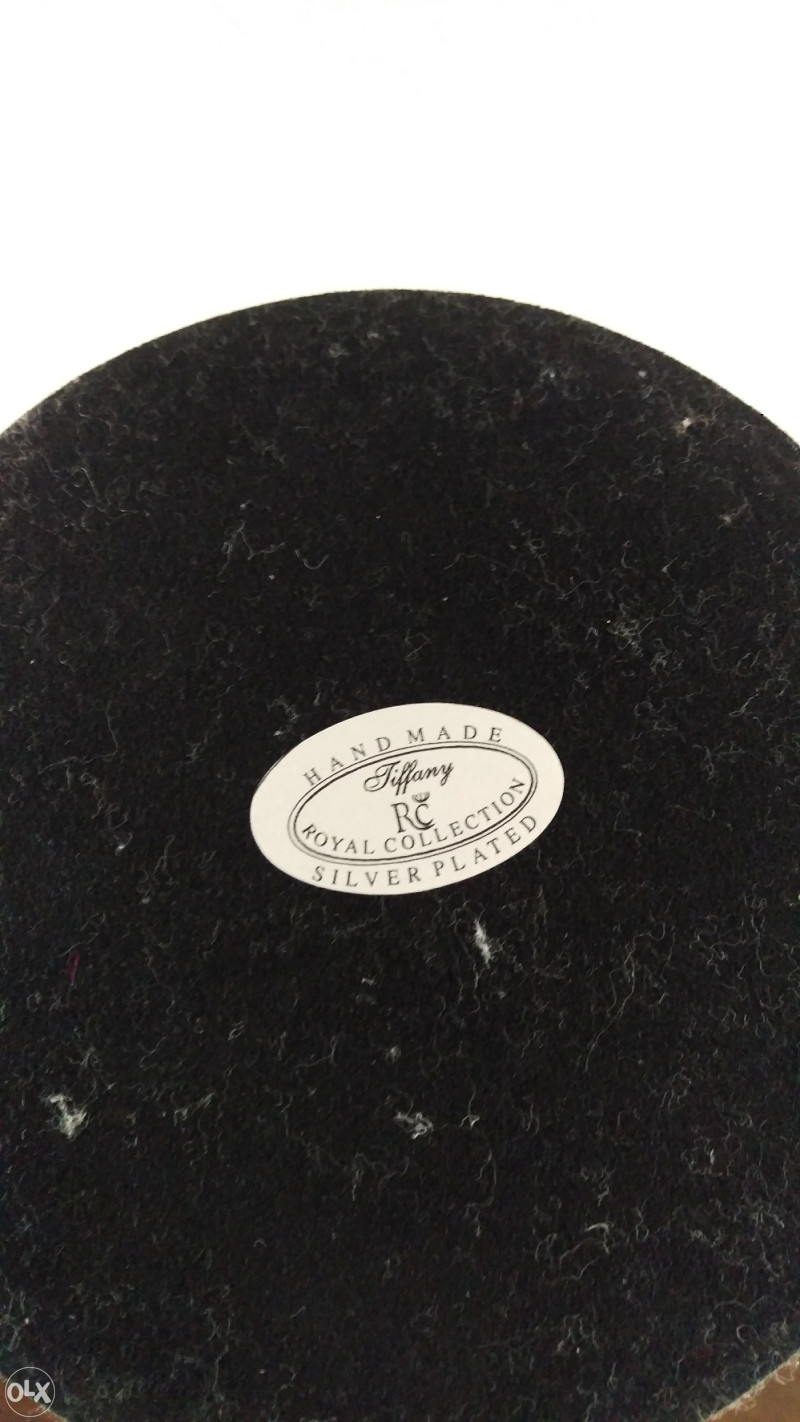 HAND MADE
Tiffany
RC
ROYAL COLLECTION
SILVER PLATED
OLX